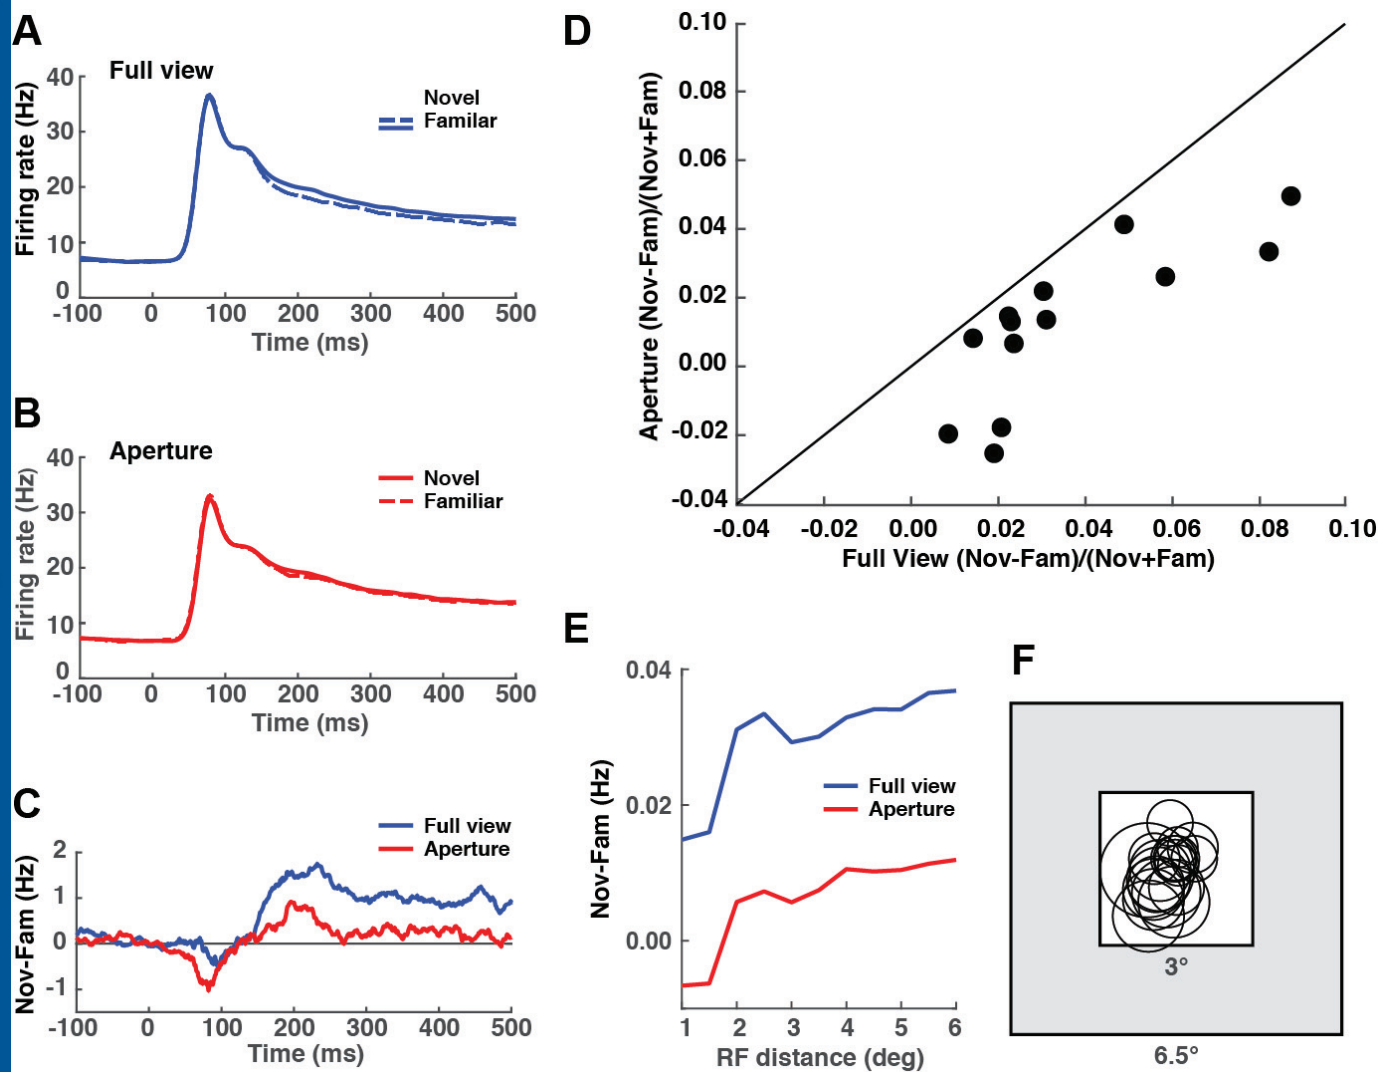 A
Full view
Firing rate (Hz)
40
30
20
10
0
Novel
Familar
-100 0 100 200 300 400 500
Time (ms)
B
Aperture
Firing rate (Hz)
40
30
20
10
0
Novel
Familiar
-100 0 100 200 300 400 500
Time (ms)
C
Nov-Fam (Hz)
2
1
0
-1
Full view
Aperture
-100 0 100 200 300 400 500
Time (ms)
D
Aperture (Nov-Fam)/(Nov+Fam)
0.10
0.08
0.06
0.04
0.02
0.00
-0.02
-0.04
-0.04 -0.02 0.00 0.02 0.04 0.06 0.08 0.10
Full View (Nov-Fam)/(Nov+Fam)
E
Nov-Fam (Hz)
0.04
0.02
0.00
Full view
Aperture
1 2 3 4 5 6
RF distance (deg)
F
3°
6.5°